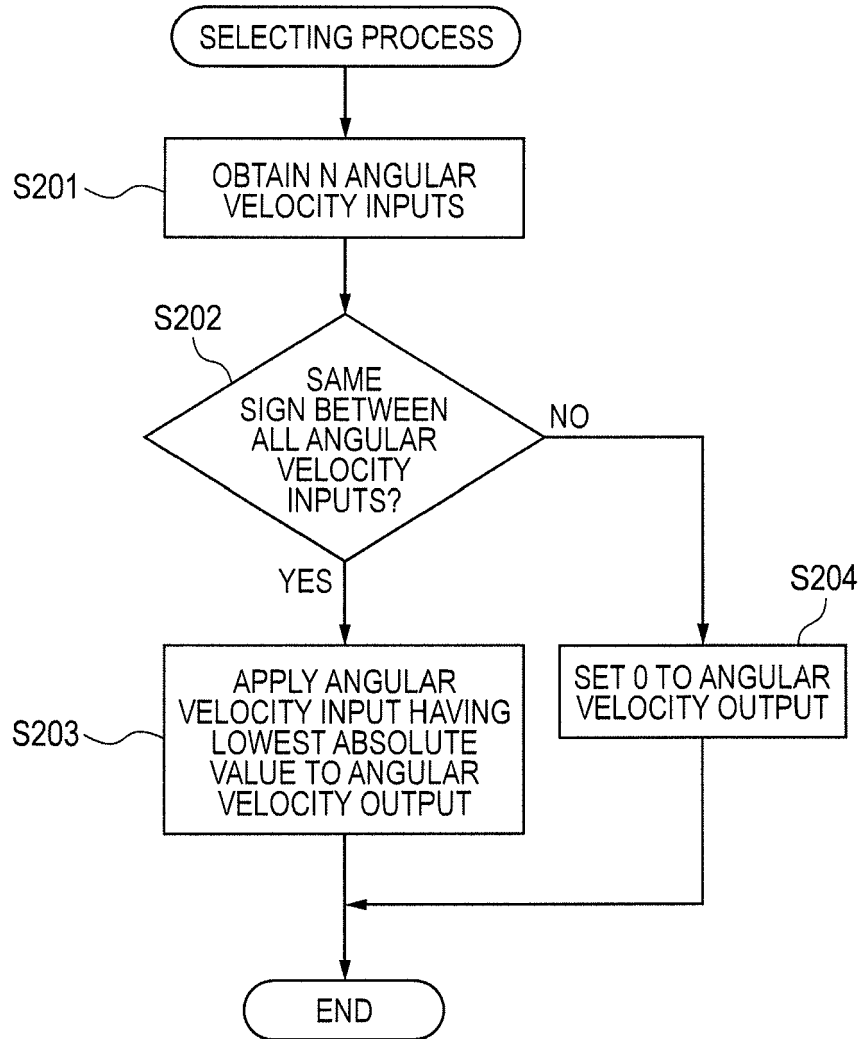 SELECTING PROCESS
S201
OBTAIN N ANGULAR
VELOCITY INPUTS
S202
SAME
SIGN BETWEEN
ALL ANGULAR
VELOCITY
INPUTS?
NO
YES
S203
APPLY ANGULAR
VELOCITY INPUT HAVING
LOWEST ABSOLUTE
VALUE TO ANGULAR
VELOCITY OUTPUT
S204
SET 0 TO ANGULAR
VELOCITY OUTPUT
END